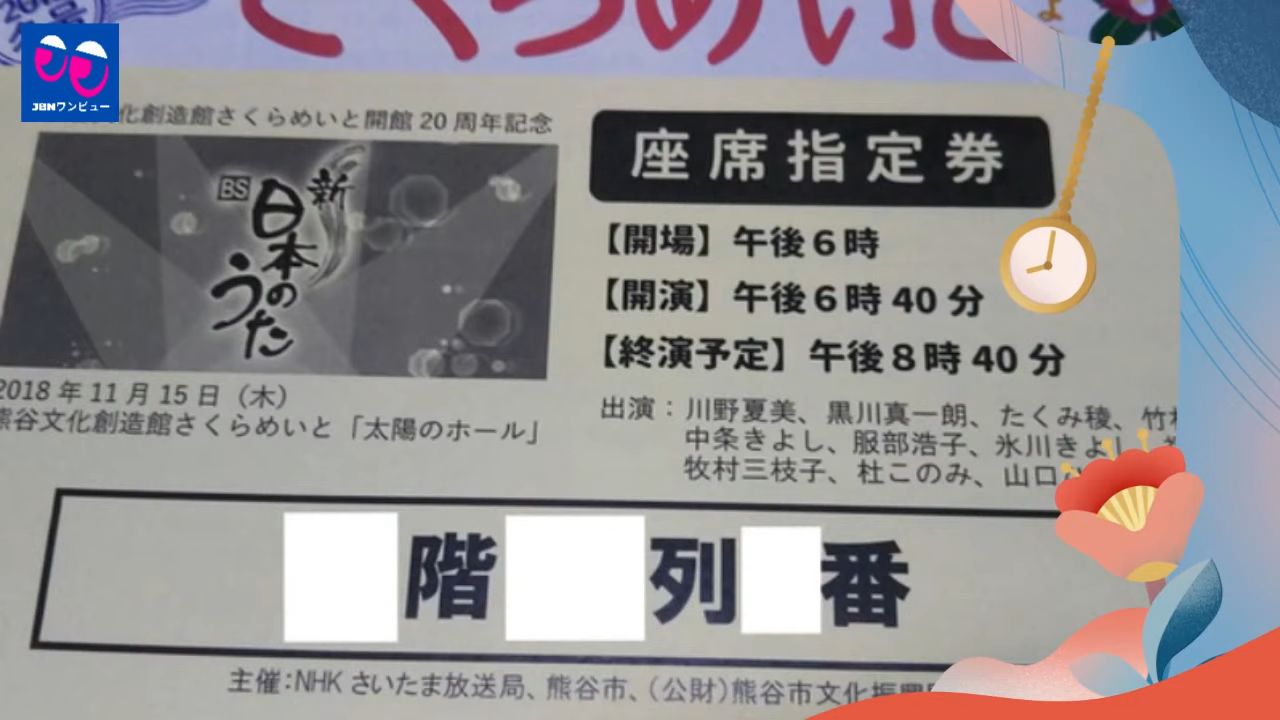 さくらめいと
JBNワンビュー
化創造館さくらめいと開館20周年記念
BS
新
日本の
うた
2018年11月15日（木）
熊谷文化創造館さくらめいと「太陽のホール」
座席指定券
【開場】午後6時
【開演】午後6時40分
【終演予定】午後8時40分
出演：川野夏美、黒川真一朗、たくみ稜、
中条きよし、服部浩子、氷川きよし
牧村三枝子、杜このみ、山口
階 列 番
主催：NHKさいたま放送局、熊谷市、（公財）熊谷市文化振興